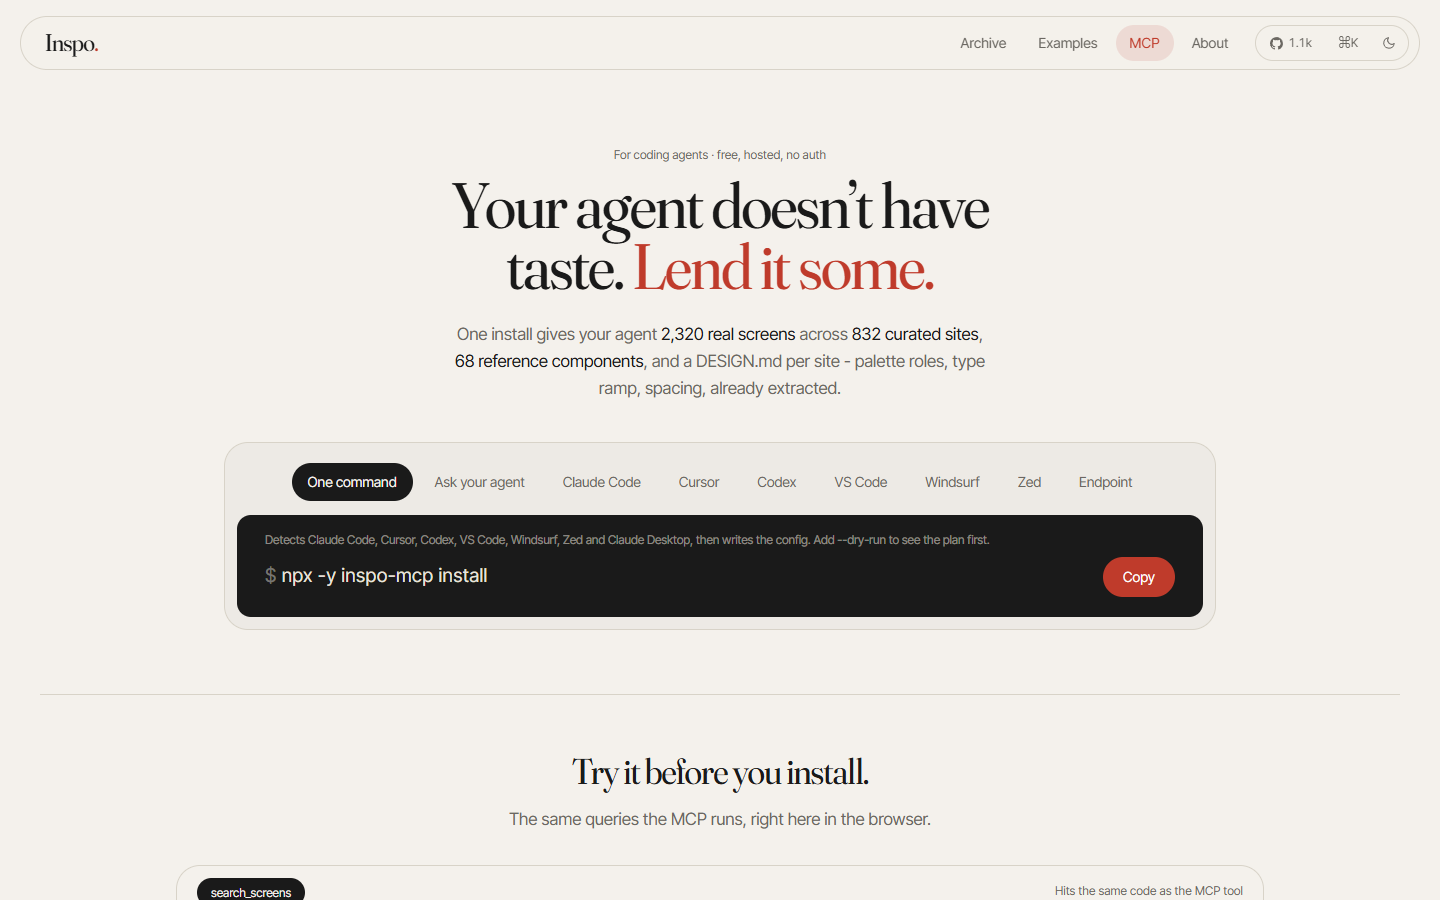 Inspo.
Archive
Examples
MCP
About
1.1k
⌘K
For coding agents · free, hosted, no auth
Your agent doesn’t have
taste. Lend it some.
One install gives your agent 2,320 real screens across 832 curated sites,
68 reference components, and a DESIGN.md per site - palette roles, type
ramp, spacing, already extracted.
One command
Ask your agent
Claude Code
Cursor
Codex
VS Code
Windsurf
Zed
Endpoint
Detects Claude Code, Cursor, Codex, VS Code, Windsurf, Zed and Claude Desktop, then writes the config. Add --dry-run to see the plan first.
$ npx -y inspo-mcp install
Copy
Try it before you install.
The same queries the MCP runs, right here in the browser.
search_screens
Hits the same code as the MCP tool